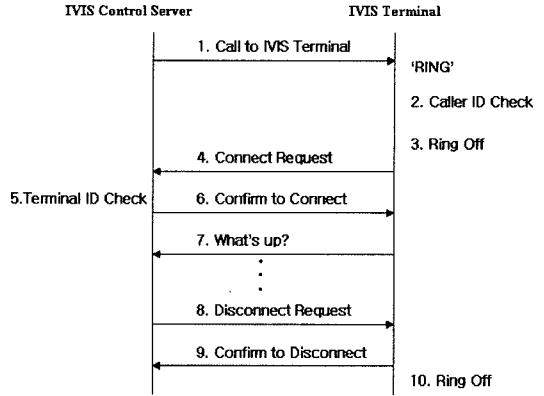 IVIS Control Server
IVIS Terminal
1. Call to IVIS Terminal
'RING'
2. Caller ID Check
3. Ring Off
4. Connect Request
5.Terminal ID Check
6. Confirm to Connect
7. What's up?
8. Disconnect Request
9. Confirm to Disconnect
10. Ring Off